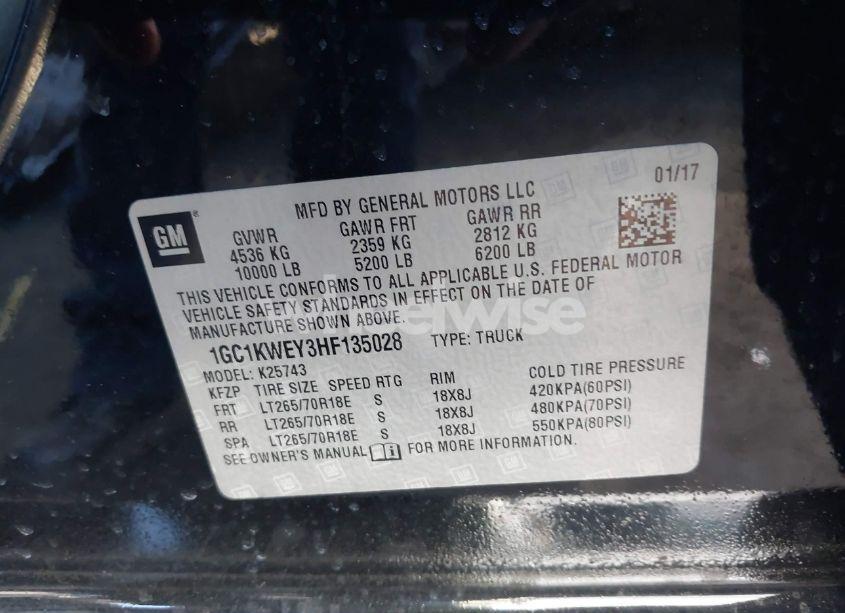 MFD BY GENERAL MOTORS LLC 01/17
GM
GVWR GAWR FRT GAWR RR
4536 KG 2359 KG 2812 KG
10000 LB 5200 LB 6200 LB
THIS VEHICLE CONFORMS TO ALL APPLICABLE U.S. FEDERAL MOTOR
VEHICLE SAFETY STANDARDS IN EFFECT ON THE DATE OF
MANUFACTURE SHOWN ABOVE.
1GC1KWEY3HF135028 TYPE: TRUCK
MODEL: K25743
KFZP TIRE SIZE SPEED RTG RIM COLD TIRE PRESSURE
FRT LT265/70R18E S 18X8J 420KPA(60PSI)
RR LT265/70R18E S 18X8J 480KPA(70PSI)
SPA LT265/70R18E S 18X8J 550KPA(80PSI)
SEE OWNER'S MANUAL FOR MORE INFORMATION.